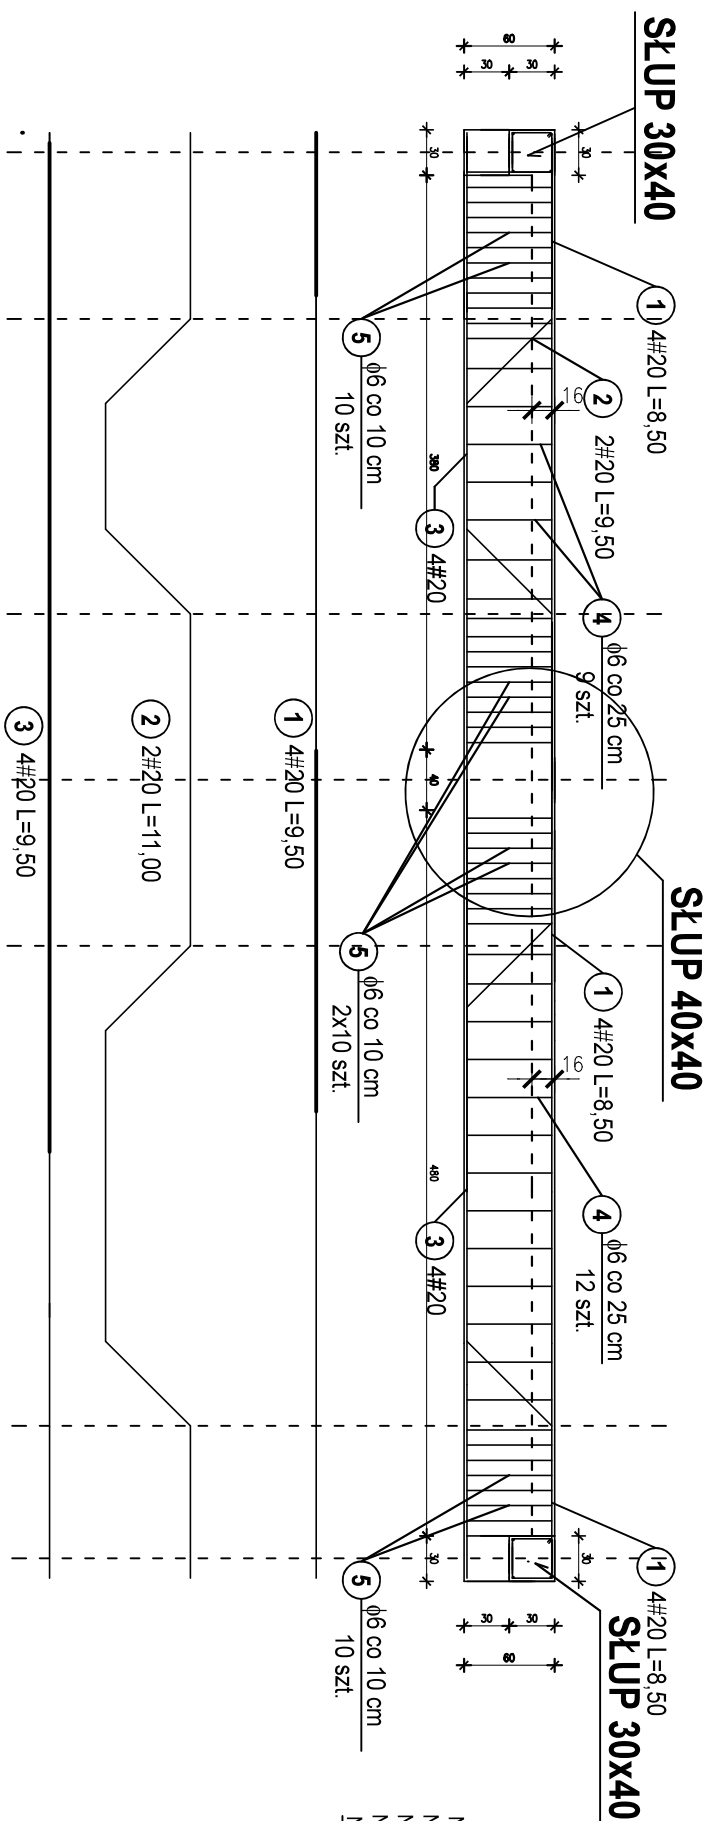 SŁUP 30x40
SŁUP 40x40
SŁUP 30x40
1 4#20 L=8,50
2 2#20 L=9,50
4 ϕ6 co 25 cm
9 szt.
1 4#20 L=8,50
4 ϕ6 co 25 cm
12 szt.
1 4#20 L=8,50
60
30 30
30
16
16
30
30 30
60
30
380
40
480
30
3 4#20
3 4#20
5 ϕ6 co 10 cm
10 szt.
5 ϕ6 co 10 cm
2x10 szt.
5 ϕ6 co 10 cm
10 szt.
1 4#20 L=9,50
2 2#20 L=11,00
3 4#20 L=9,50